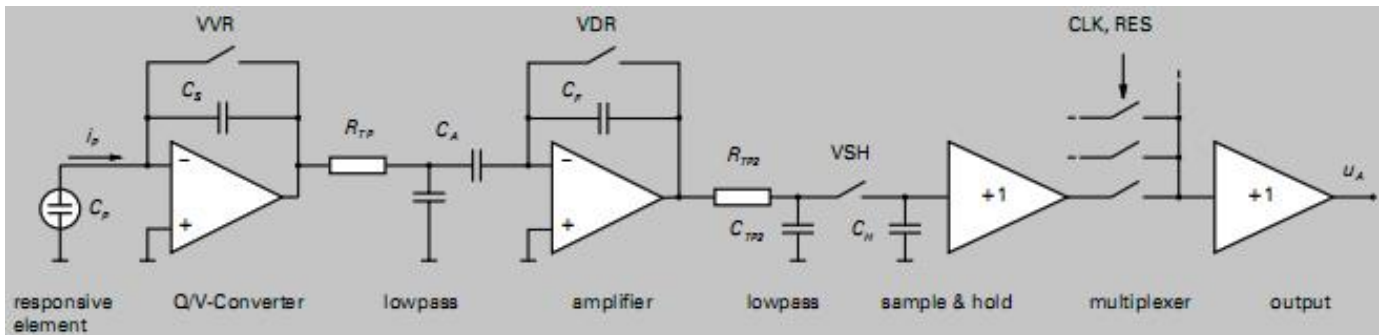 VVR
VDR
CLK, RES
C_S
C_F
i_p
R_TP
C_A
R_TP2
VSH
u_A
−
−
+1
+1
C_p
+
+
C_TP2
C_H
responsive element
Q/V-Converter
lowpass
amplifier
lowpass
sample & hold
multiplexer
output